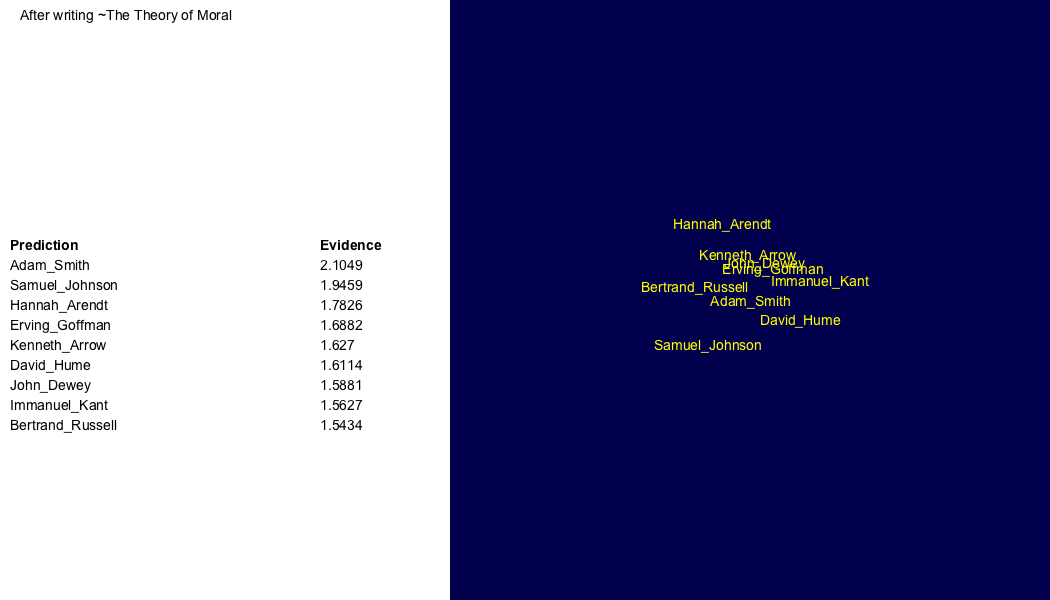 After writing ~The Theory of Moral
Prediction Evidence
Adam_Smith 2.1049
Samuel_Johnson 1.9459
Hannah_Arendt 1.7826
Erving_Goffman 1.6882
Kenneth_Arrow 1.627
David_Hume 1.6114
John_Dewey 1.5881
Immanuel_Kant 1.5627
Bertrand_Russell 1.5434
Hannah_Arendt
Kenneth_Arrow
John_Dewey
Erving_Goffman
Immanuel_Kant
Bertrand_Russell
Adam_Smith
David_Hume
Samuel_Johnson